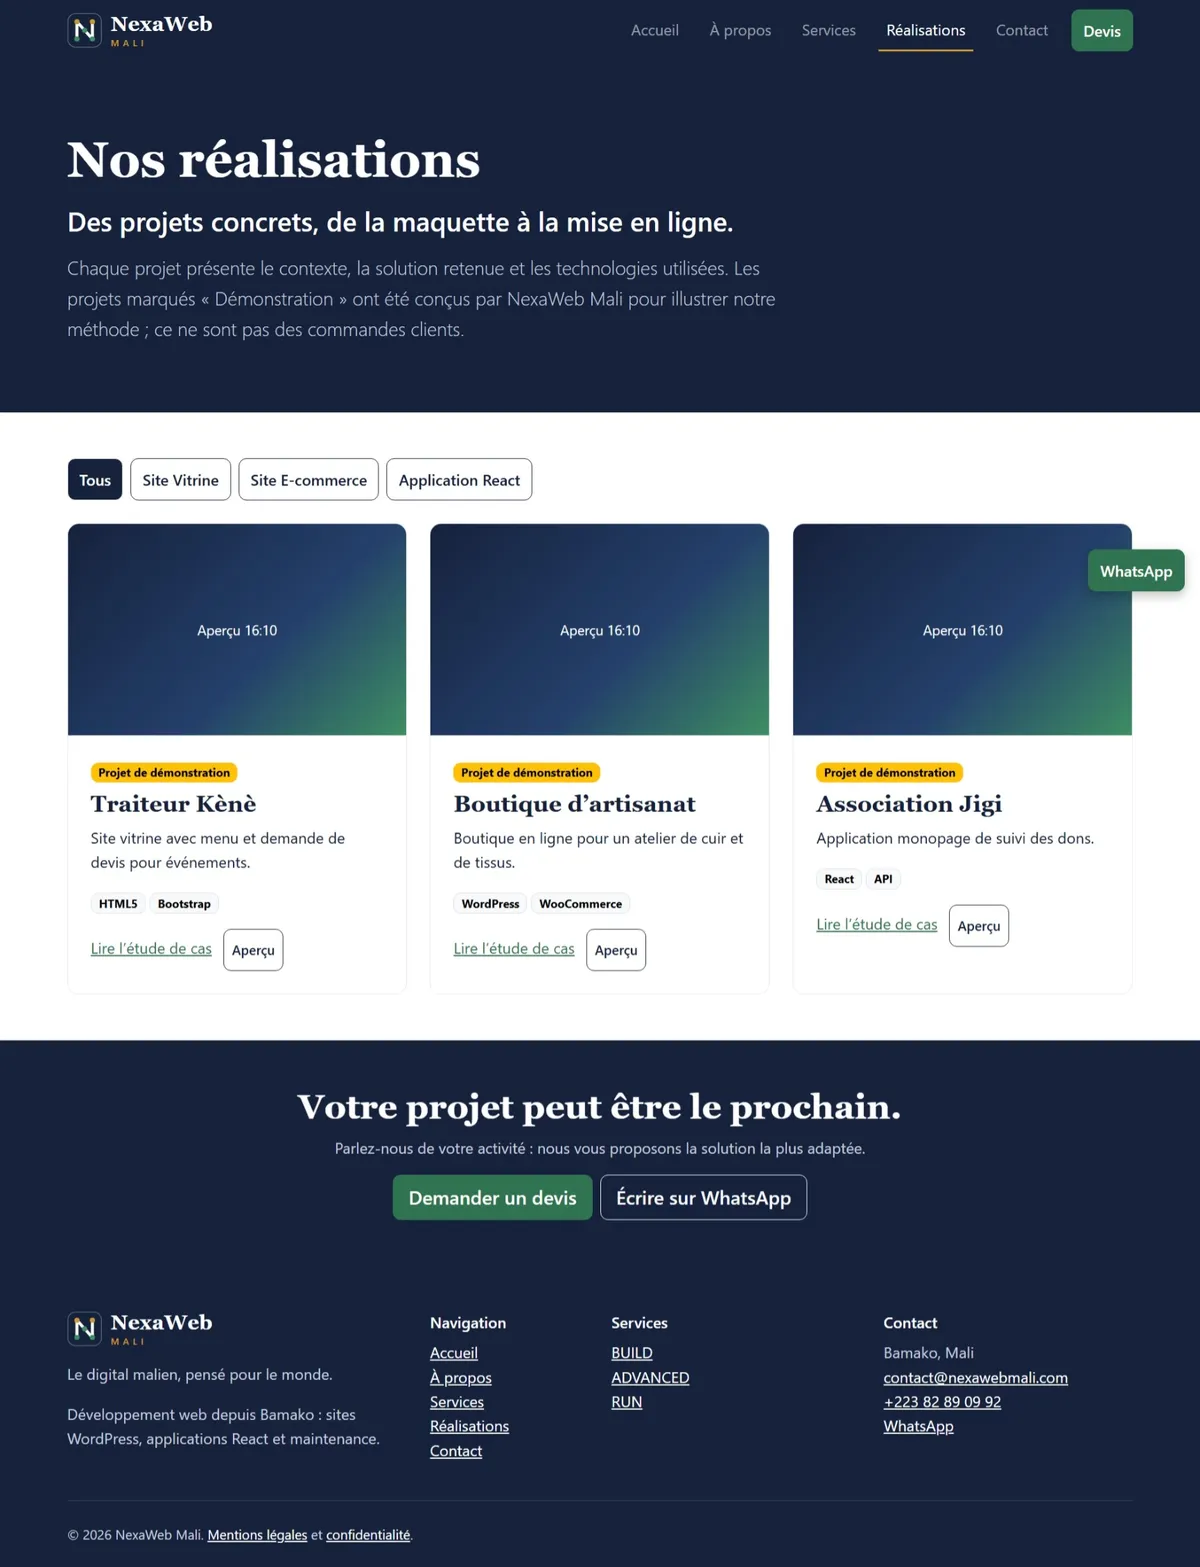 NexaWeb
MALI
Accueil
À propos
Services
Réalisations
Contact
Devis
Nos réalisations
Des projets concrets, de la maquette à la mise en ligne.
Chaque projet présente le contexte, la solution retenue et les technologies utilisées. Les
projets marqués « Démonstration » ont été conçus par NexaWeb Mali pour illustrer notre
méthode ; ce ne sont pas des commandes clients.
Tous
Site Vitrine
Site E-commerce
Application React
Aperçu 16:10
Projet de démonstration
Traiteur Kènè
Site vitrine avec menu et demande de
devis pour événements.
HTML5
Bootstrap
Lire l’étude de cas
Aperçu
Aperçu 16:10
Projet de démonstration
Boutique d’artisanat
Boutique en ligne pour un atelier de cuir et
de tissus.
WordPress
WooCommerce
Lire l’étude de cas
Aperçu
Aperçu 16:10
Projet de démonstration
Association Jigi
Application monopage de suivi des dons.
React
API
Lire l’étude de cas
Aperçu
WhatsApp
Votre projet peut être le prochain.
Parlez-nous de votre activité : nous vous proposons la solution la plus adaptée.
Demander un devis
Écrire sur WhatsApp
NexaWeb
MALI
Le digital malien, pensé pour le monde.
Développement web depuis Bamako : sites
WordPress, applications React et maintenance.
Navigation
Accueil
À propos
Services
Réalisations
Contact
Services
BUILD
ADVANCED
RUN
Contact
Bamako, Mali
contact@nexawebmali.com
+223 82 89 09 92
WhatsApp
© 2026 NexaWeb Mali. Mentions légales et confidentialité.